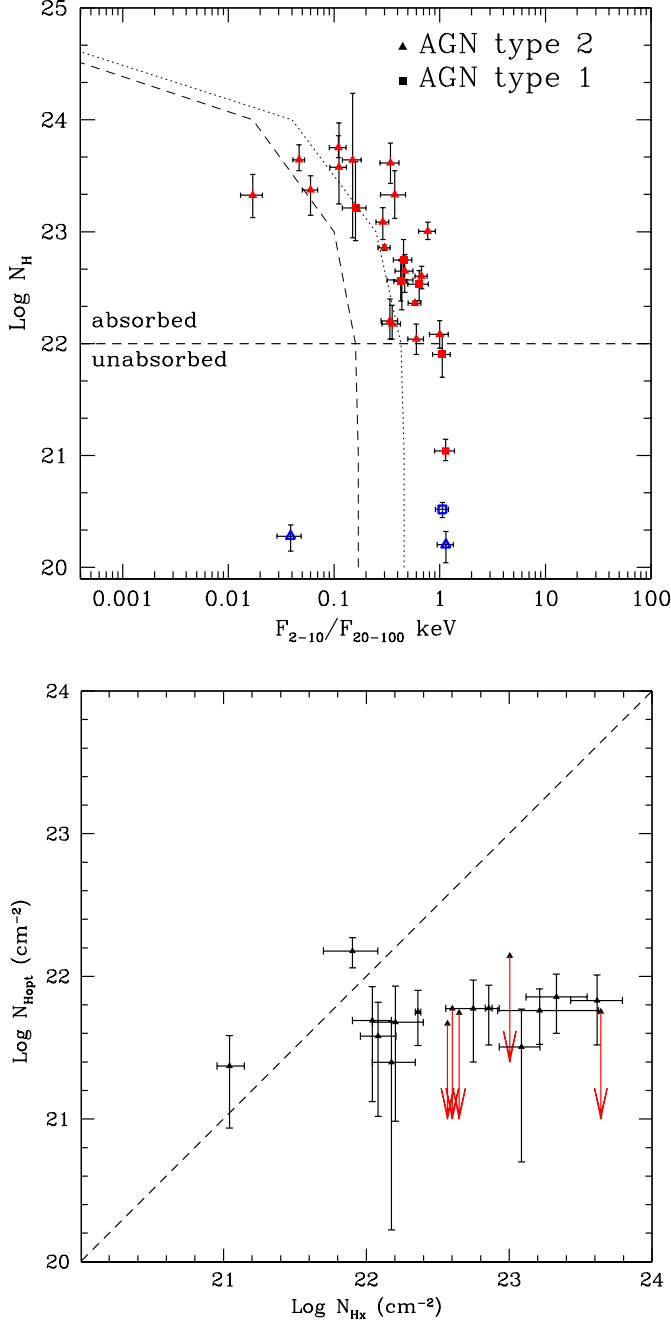 25
AGN type 2
AGN type 1
24
23
Log N_H
absorbed
22
unabsorbed
21
20
0.001 0.01 0.1 1 10 100
F_2−10/F_20−100 keV
24
23
22
Log N_Hopt (cm^−2)
21
20
21 22 23 24
Log N_Hx (cm^−2)